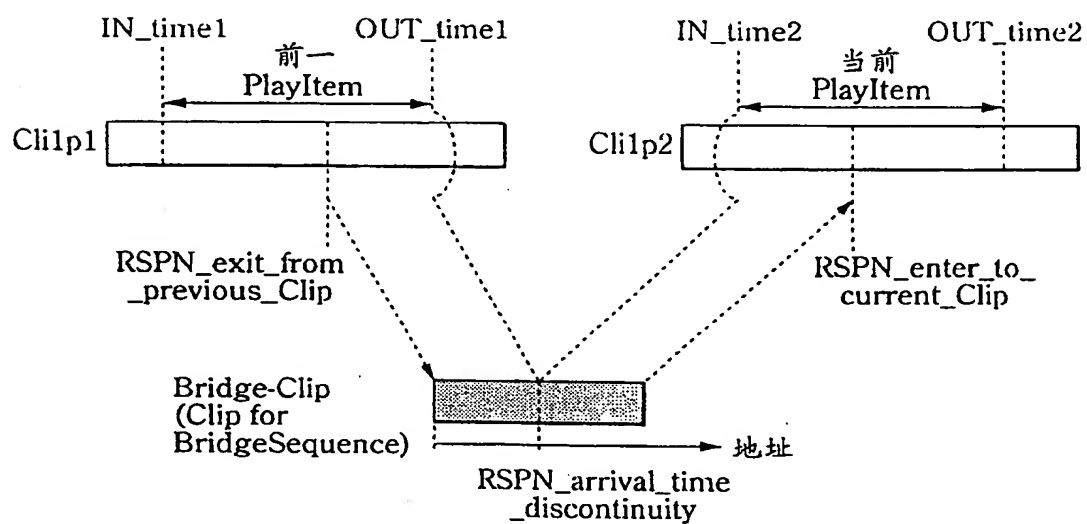 IN_time1
OUT_time1
前一
PlayItem
Cli1p1
IN_time2
OUT_time2
当前
PlayItem
Cli1p2
RSPN_exit_from
_previous_Clip
RSPN_enter_to_
current_Clip
Bridge-Clip
(Clip for
BridgeSequence)
地址
RSPN_arrival_time
_discontinuity